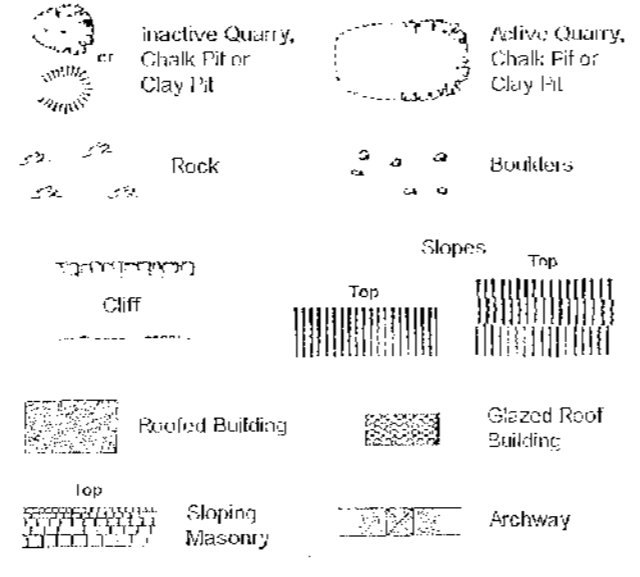 Inactive Quarry,
or
Chalk Pit or
Clay Pit
Active Quarry,
Chalk Pit or
Clay Pit
Rock
Boulders
Slopes
Top
Top
Cliff
Roofed Building
Glazed Roof
Building
Top
Sloping
Masonry
Archway